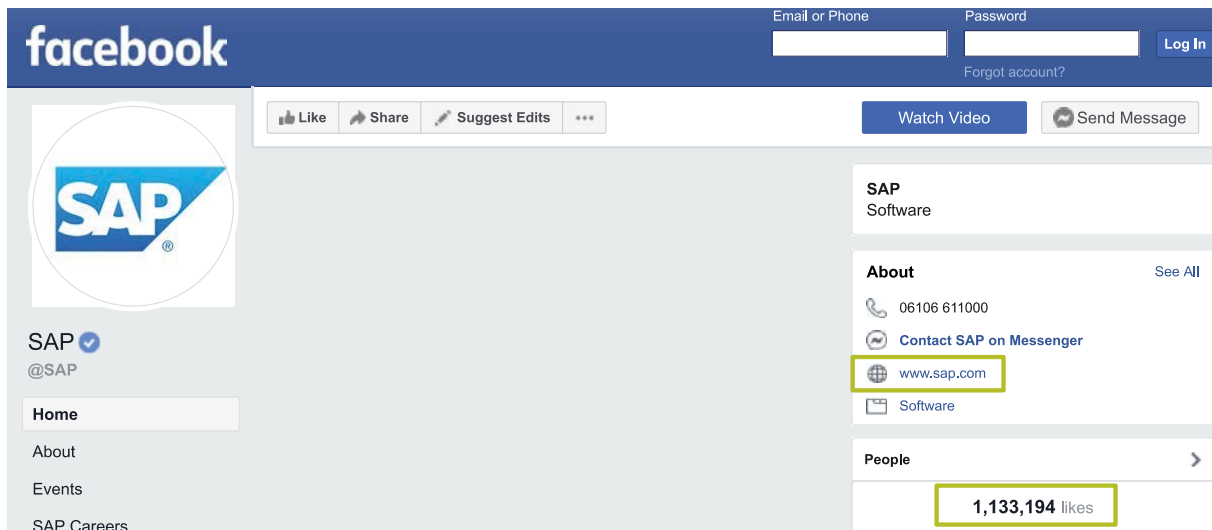 facebook
Email or Phone
Password
Log In
Forgot account?
Like
Share
Suggest Edits
Watch Video
Send Message
SAP
®
SAP
@SAP
Home
About
Events
SAP Careers
SAP
Software
About
See All
06106 611000
Contact SAP on Messenger
www.sap.com
Software
People
1,133,194 likes